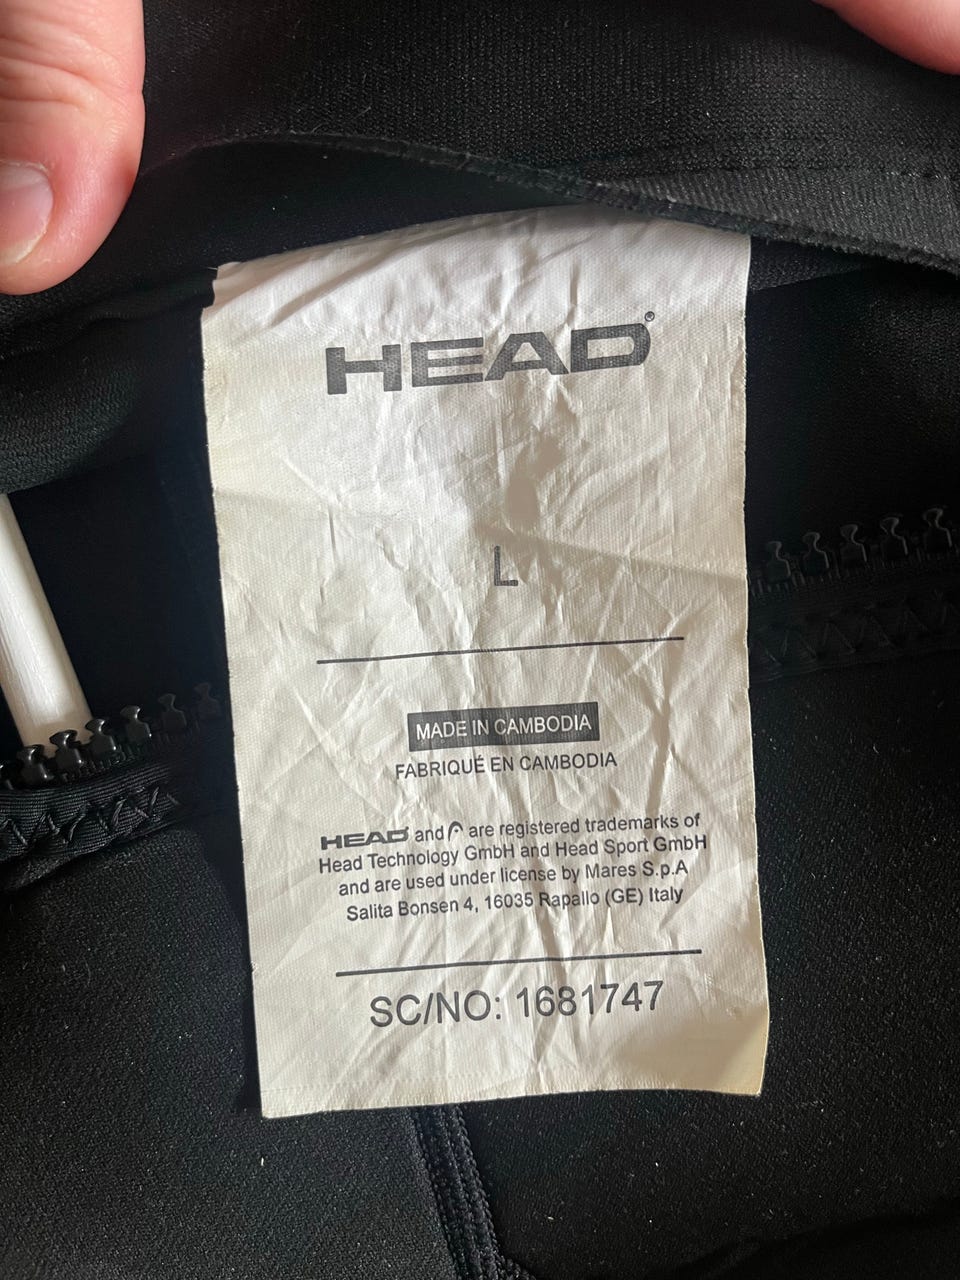 HEAD®
L
MADE IN CAMBODIA
FABRIQUÉ EN CAMBODIA
HEAD and are registered trademarks of
Head Technology GmbH and Head Sport GmbH
and are used under license by Mares S.p.A
Salita Bonsen 4, 16035 Rapallo (GE) Italy
SC/NO: 1681747